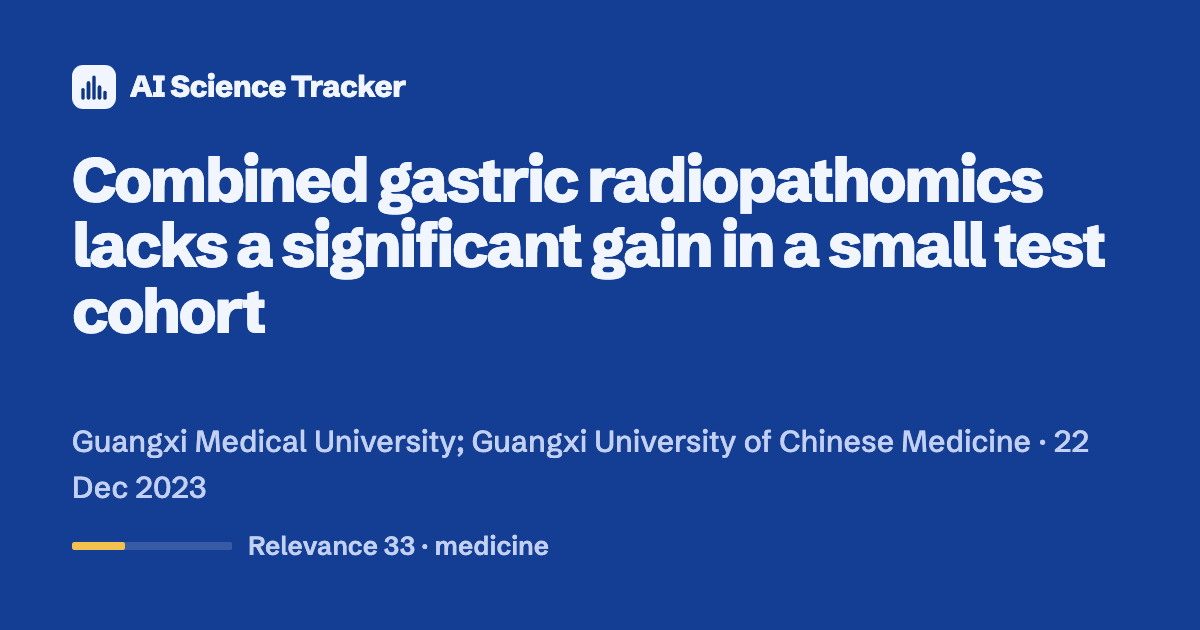 AI Science Tracker
Combined gastric radiopathomics
lacks a significant gain in a small test
cohort
Guangxi Medical University; Guangxi University of Chinese Medicine · 22
Dec 2023
Relevance 33 · medicine